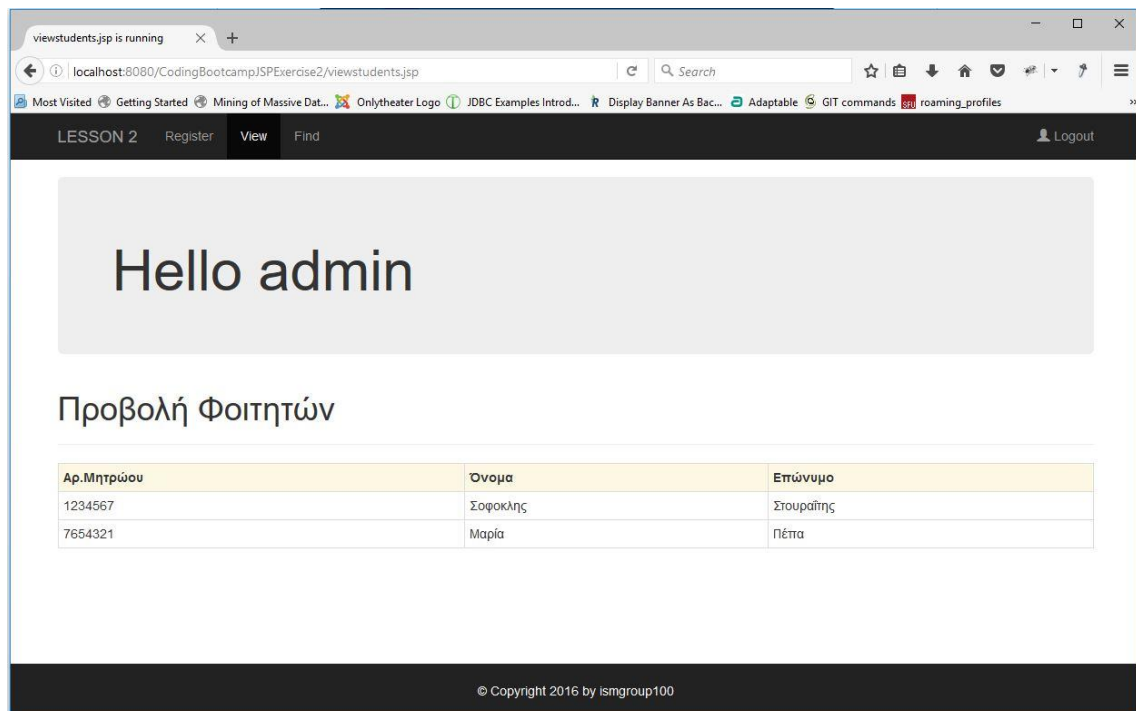 viewstudents.jsp is running
localhost:8080/CodingBootcampJSPExercise2/viewstudents.jsp Search
Most Visited Getting Started Mining of Massive Dat... Onlytheater Logo JDBC Examples Introd... Display Banner As Bac... Adaptable GIT commands SFU roaming_profiles
LESSON 2 Register View Find Logout
Hello admin
Προβολή Φοιτητών
Αρ.Μητρώου Όνομα Επώνυμο
1234567 Σοφοκλης Στουραΐτης
7654321 Μαρία Πέππα
© Copyright 2016 by ismgroup100